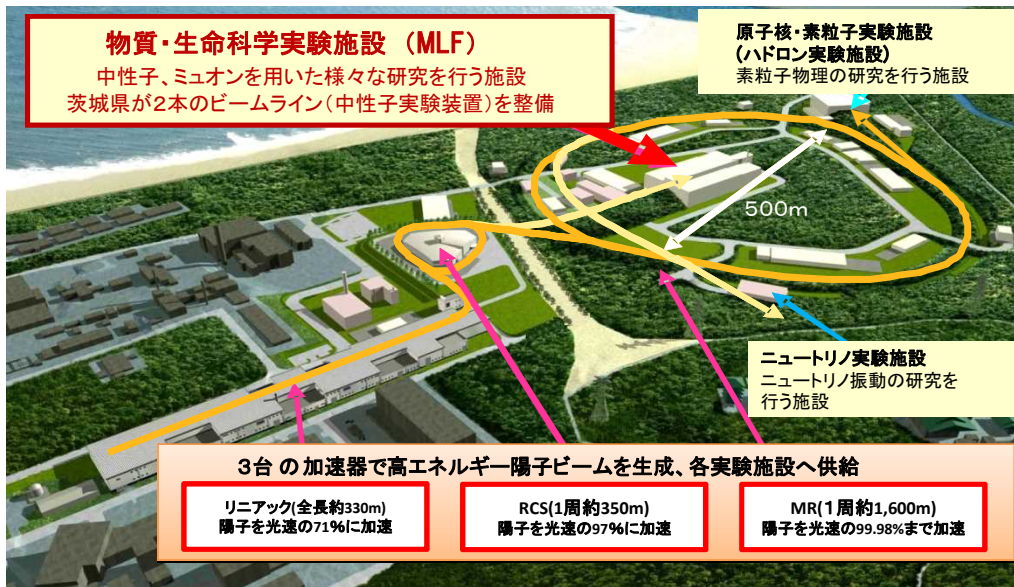 物質・生命科学実験施設 (MLF)
中性子、ミュオンを用いた様々な研究を行う施設
茨城県が2本のビームライン(中性子実験装置)を整備
原子核・素粒子実験施設
(ハドロン実験施設)
素粒子物理の研究を行う施設
500m
ニュートリノ実験施設
ニュートリノ振動の研究を
行う施設
3台の加速器で高エネルギー陽子ビームを生成、各実験施設へ供給
リニアック(全長約330m)
陽子を光速の71%に加速
RCS(1周約350m)
陽子を光速の97%に加速
MR(1周約1,600m)
陽子を光速の99.98%まで加速